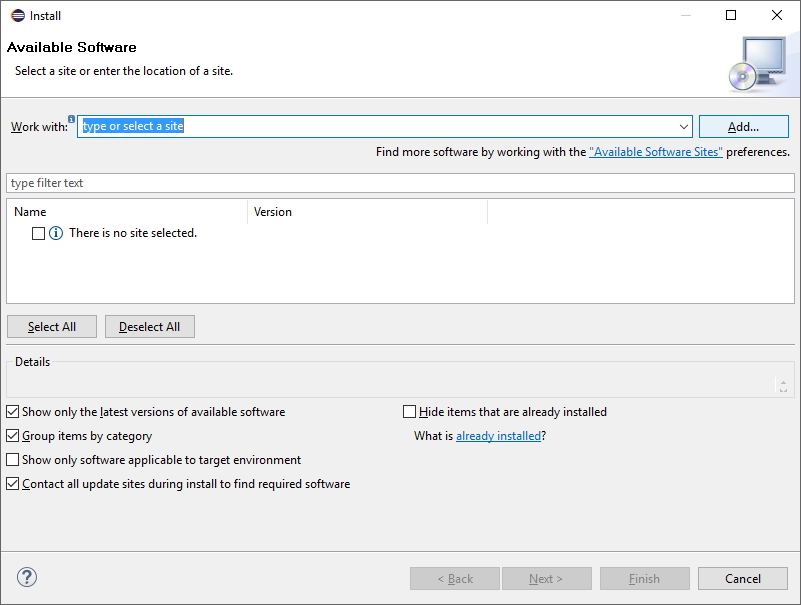 Install
Available Software
Select a site or enter the location of a site.
Work with: type or select a site Add...
Find more software by working with the "Available Software Sites" preferences.
type filter text
Name Version
There is no site selected.
Select All Deselect All
Details
Show only the latest versions of available software Hide items that are already installed
Group items by category What is already installed?
Show only software applicable to target environment
Contact all update sites during install to find required software
< Back Next > Finish Cancel